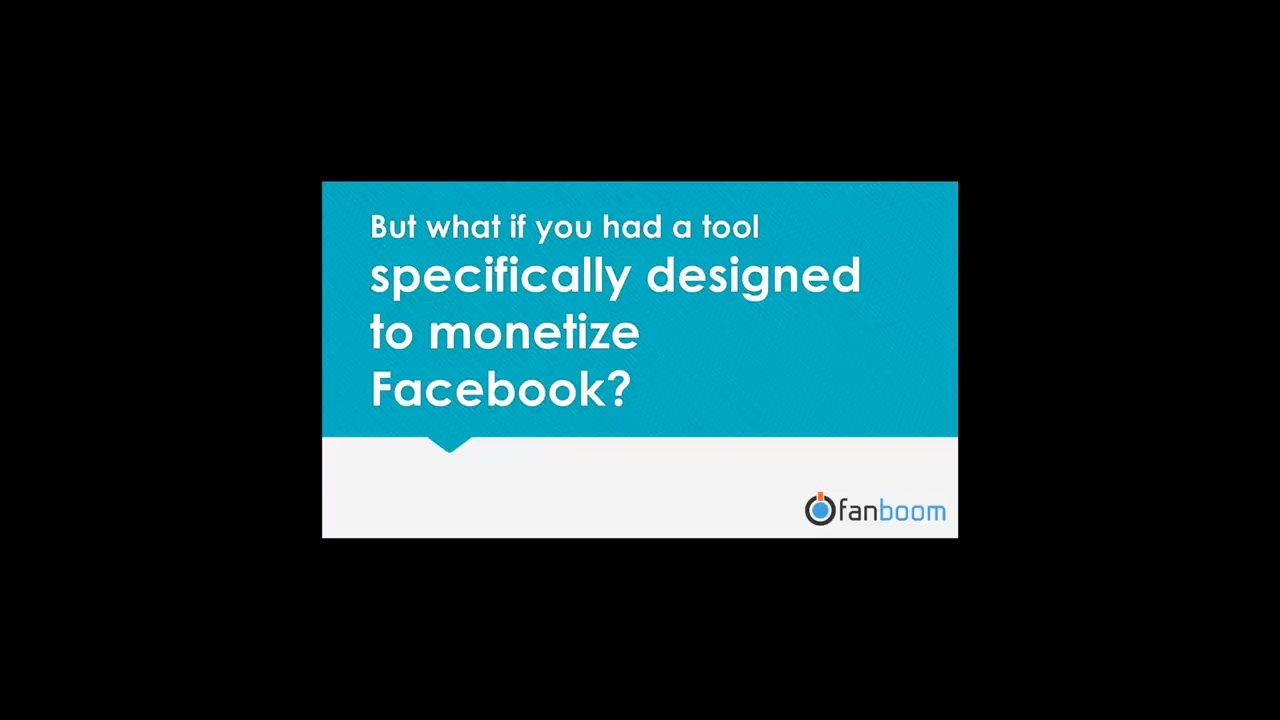 But what if you had a tool
specifically designed
to monetize
Facebook?
fanboom